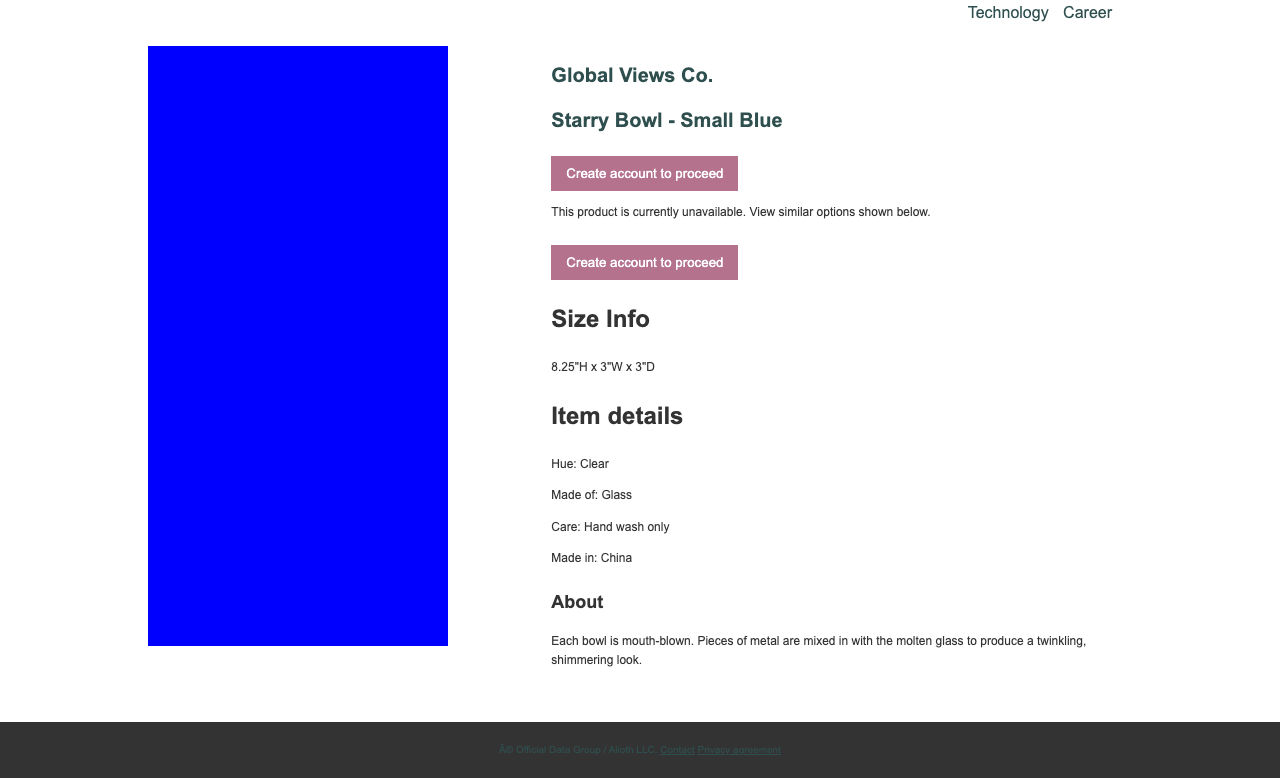 Technology Career
Global Views Co.
Starry Bowl - Small Blue
Create account to proceed
This product is currently unavailable. View similar options shown below.
Create account to proceed
Size Info
8.25"H x 3"W x 3"D
Item details
Hue: Clear
Made of: Glass
Care: Hand wash only
Made in: China
About
Each bowl is mouth-blown. Pieces of metal are mixed in with the molten glass to produce a twinkling,
shimmering look.
Â© Official Data Group / Alioth LLC. Contact Privacy agreement